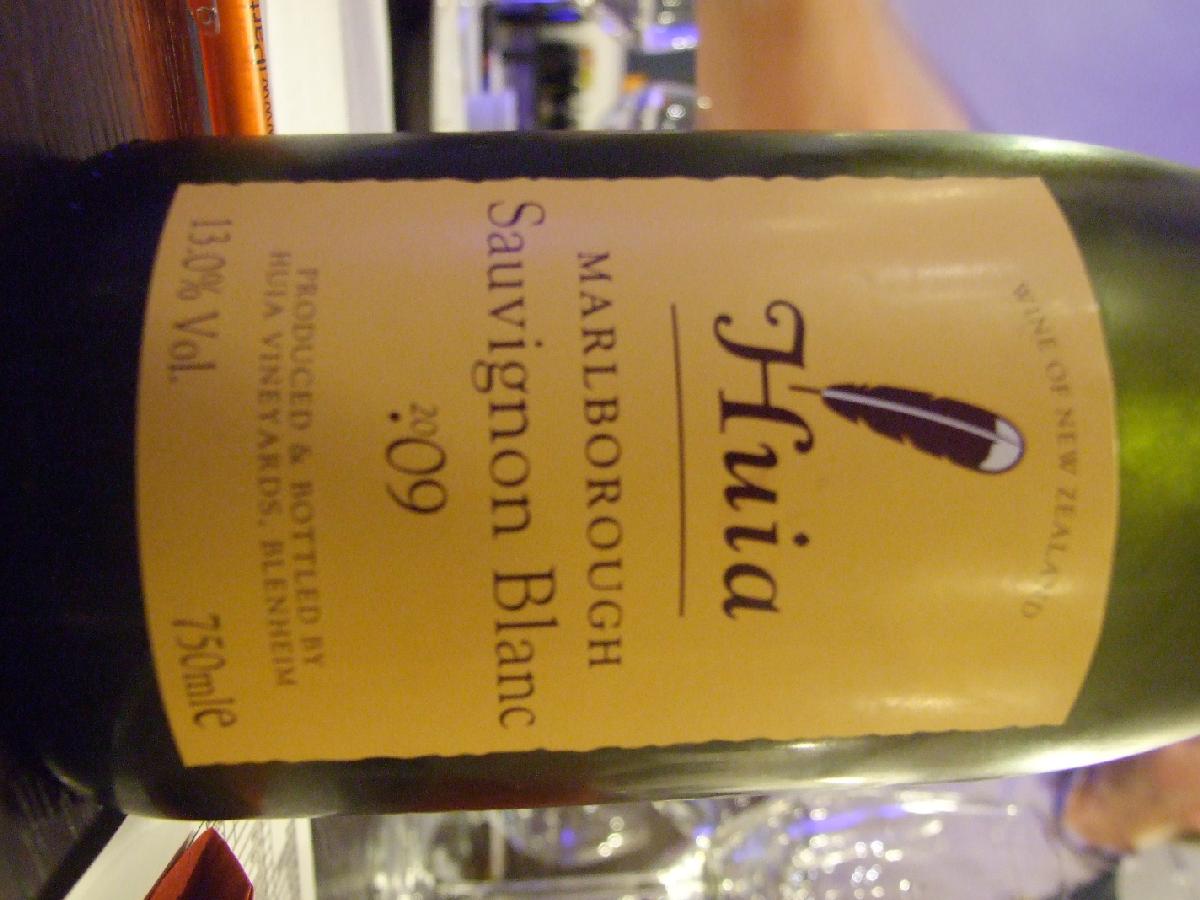 WINE OF NEW ZEALAND
Huia
MARLBOROUGH
Sauvignon Blanc
2009
PRODUCED & BOTTLED BY
HUIA VINEYARDS, BLENHEIM
13.0% Vol. 750mle